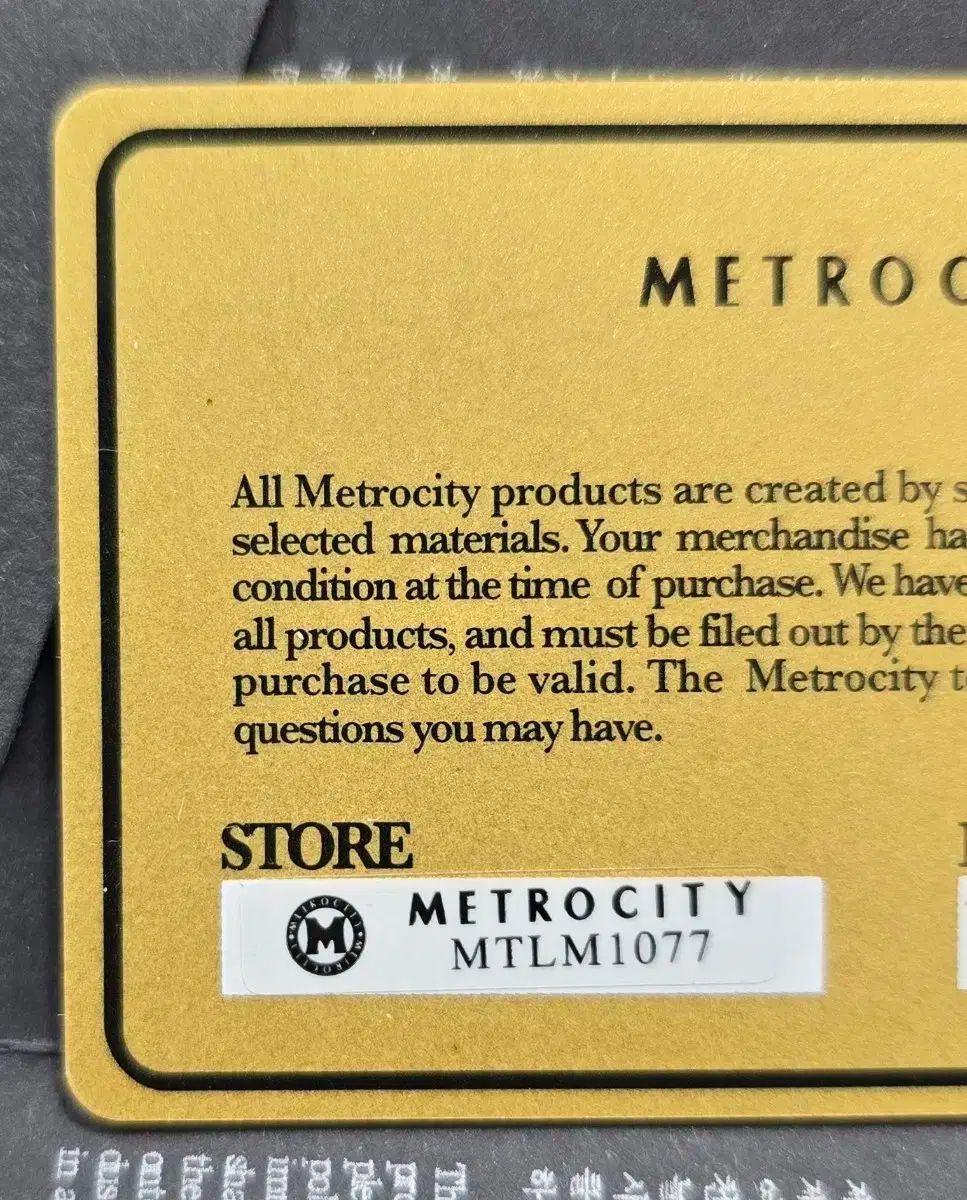 METROC
All Metrocity products are created by s
selected materials. Your merchandise ha
condition at the time of purchase. We have
all products, and must be filed out by the
purchase to be valid. The Metrocity t
questions you may have.
STORE
METROCITY
M
MTLM1077